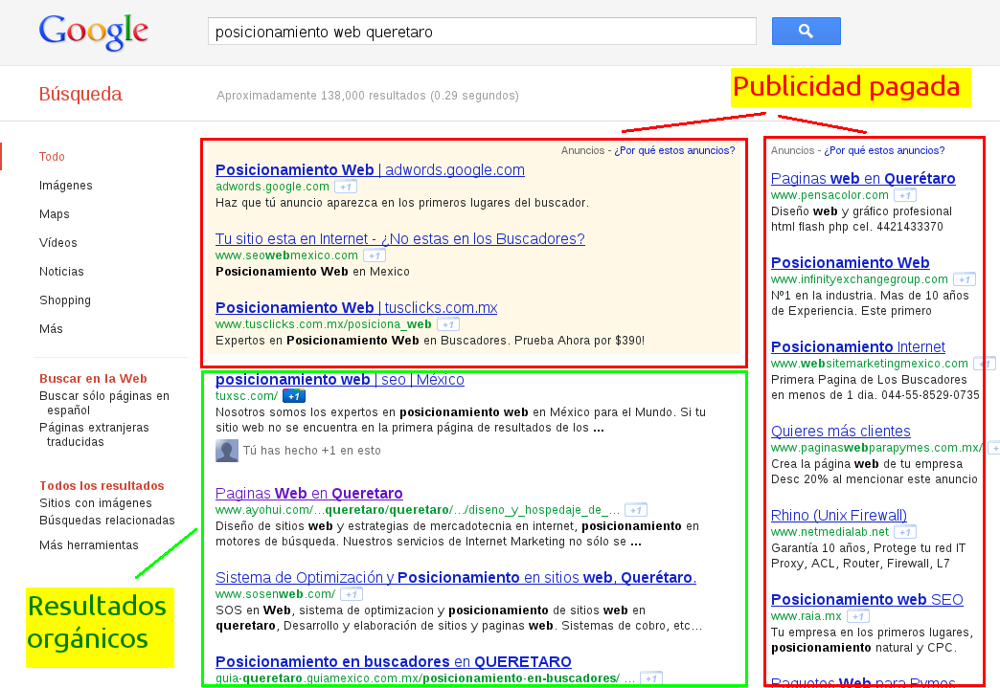 Google
posicionamiento web queretaro
Búsqueda
Aproximadamente 138,000 resultados (0.29 segundos)
Publicidad pagada
Todo
Imágenes
Maps
Vídeos
Noticias
Shopping
Más
Buscar en la Web
Buscar sólo páginas en
español
Páginas extranjeras
traducidas
Todos los resultados
Sitios con imágenes
Búsquedas relacionadas
Más herramientas
Resultados
orgánicos
Anuncios - ¿Por qué estos anuncios?
Posicionamiento Web | adwords.google.com
adwords.google.com +1
Haz que tú anuncio aparezca en los primeros lugares del buscador.
Tu sitio esta en Internet - ¿No estas en los Buscadores?
www.seowebmexico.com +1
Posicionamiento Web en Mexico
Posicionamiento Web | tusclicks.com.mx
www.tusclicks.com.mx/posiciona_web +1
Expertos en Posicionamiento Web en Buscadores. Prueba Ahora por $390!
posicionamiento web | seo | México
tuxsc.com/ +1
Nosotros somos los expertos en posicionamiento web en México para el Mundo. Si tu
sitio web no se encuentra en la primera página de resultados de los ...
Tú has hecho +1 en esto
Paginas Web en Queretaro
www.ayohui.com/...queretaro/queretaro/.../diseno_y_hospedaje_de_... +1
Diseño de sitios web y estrategias de mercadotecnia en internet, posicionamiento en
motores de búsqueda. Nuestros servicios de Internet Marketing no sólo se ...
Sistema de Optimización y Posicionamiento en sitios web, Querétaro.
www.sosenweb.com/ +1
SOS en Web, sistema de optimizacion y posicionamiento de sitios web en
queretaro, Desarrollo y elaboración de sitios y paginas web. Sistemas de cobro, etc...
Posicionamiento en buscadores en QUERETARO
guia-queretaro.guiamexico.com.mx/posicionamiento-en-buscadores/ ... +1
Anuncios - ¿Por qué estos anuncios?
Paginas web en Querétaro
www.pensacolor.com +1
Diseño web y gráfico profesional
html flash php cel. 4421433370
Posicionamiento Web
www.infinityexchangegroup.com +1
Nº1 en la industria. Mas de 10 años
de Experiencia. Este primero
Posicionamiento Internet
www.websitemarketingmexico.com +1
Primera Pagina de Los Buscadores
en menos de 1 dia. 044-55-8529-0735
Quieres más clientes
www.paginaswebparapymes.com.mx/
Crea la página web de tu empresa
Desc 20% al mencionar este anuncio
Rhino (Unix Firewall)
www.netmedialab.net +1
Garantía 10 años, Protege tu red IT
Proxy, ACL, Router, Firewall, L7
Posicionamiento web SEO
www.raia.mx +1
Tu empresa en los primeros lugares,
posicionamiento natural y CPC.
Paquetes Web para Pymes